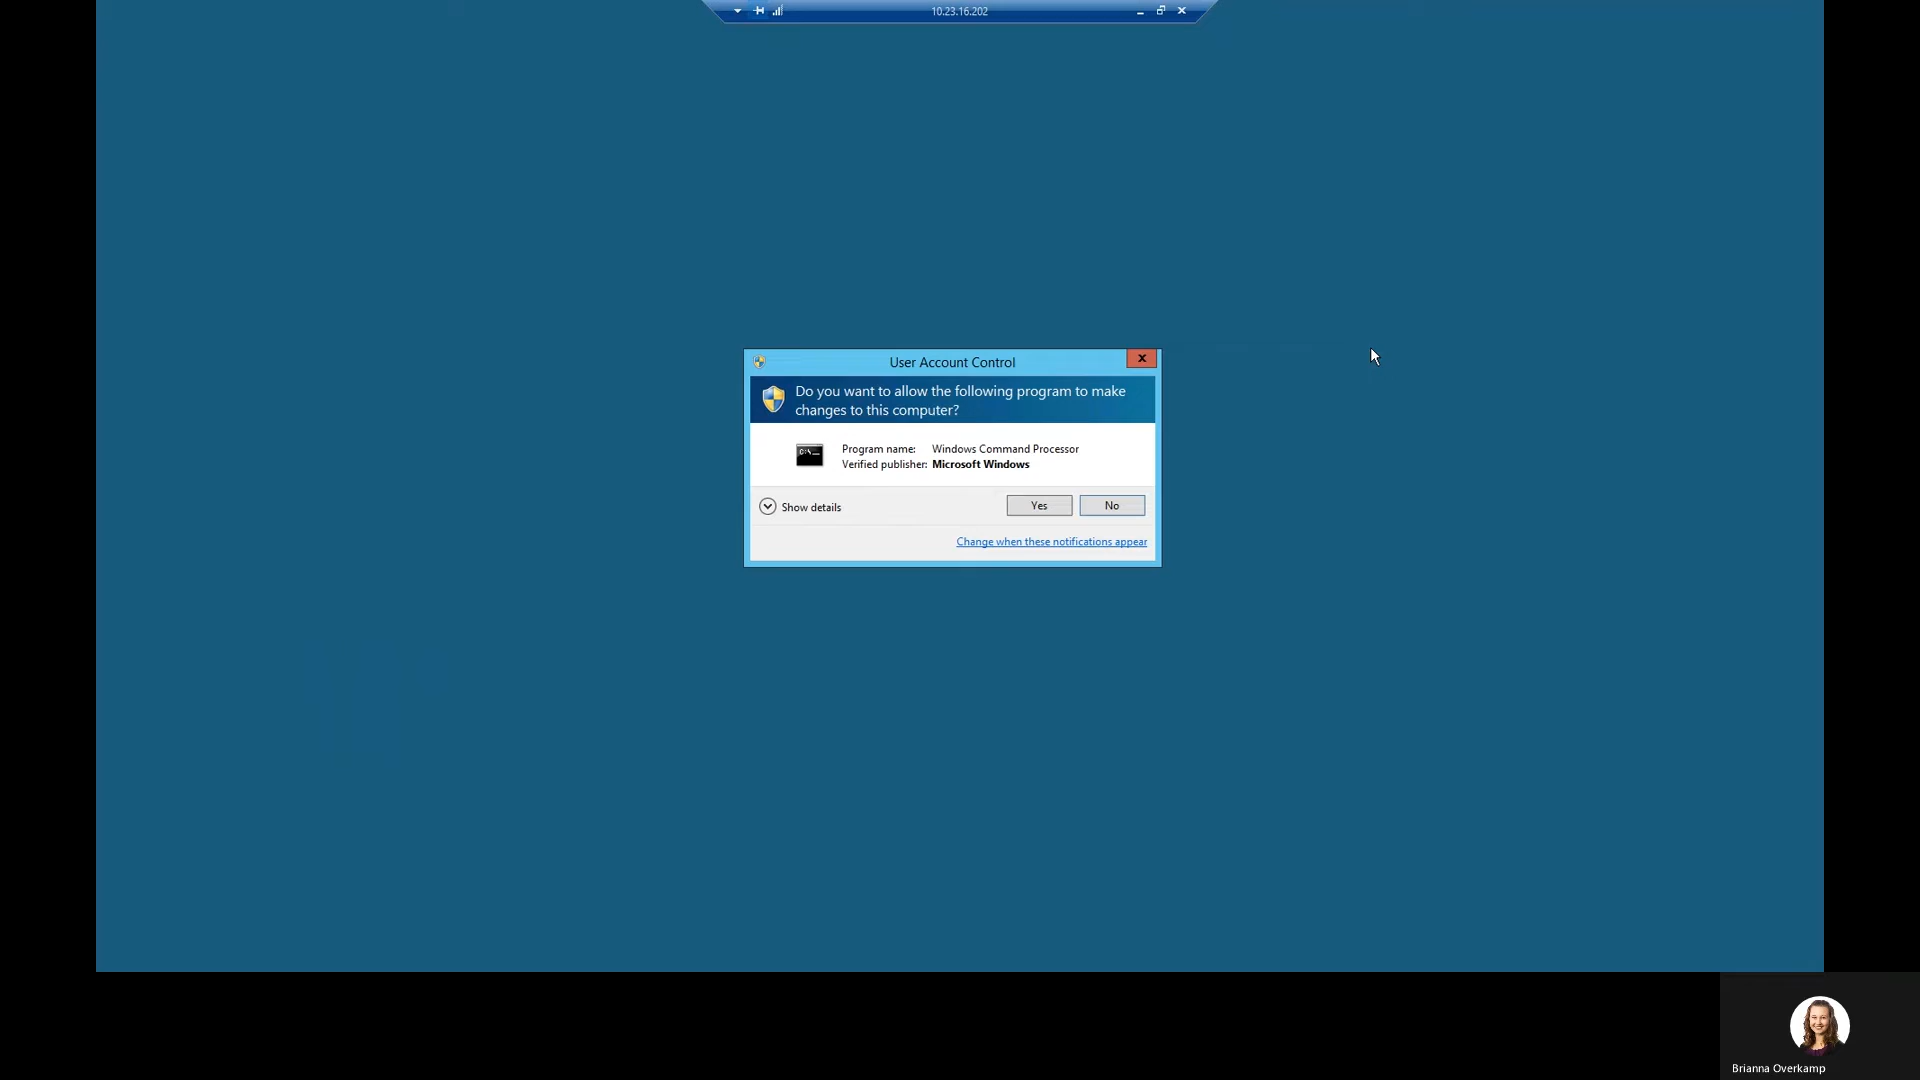 10.23.16.202
User Account Control
Do you want to allow the following program to make
changes to this computer?
C:\
Program name: Windows Command Processor
Verified publisher: Microsoft Windows
Show details
Yes
No
Change when these notifications appear
Brianna Overkamp